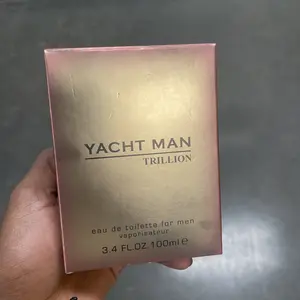 YACHT MAN
TRILLION
eau de toilette for men
vaporisateur
3.4 FL.OZ 100ml ℮